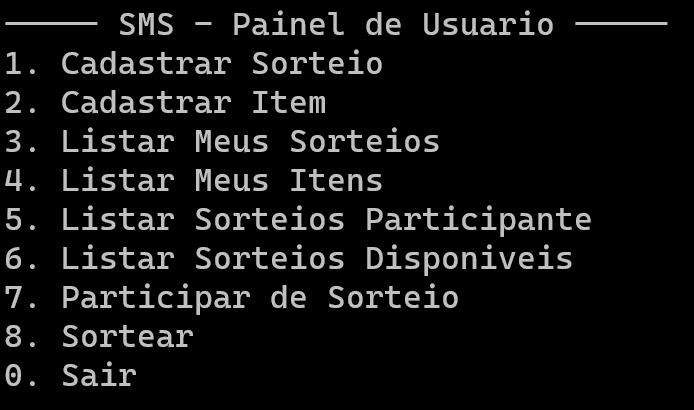 ————— SMS - Painel de Usuario —————
1. Cadastrar Sorteio
2. Cadastrar Item
3. Listar Meus Sorteios
4. Listar Meus Itens
5. Listar Sorteios Participante
6. Listar Sorteios Disponiveis
7. Participar de Sorteio
8. Sortear
0. Sair